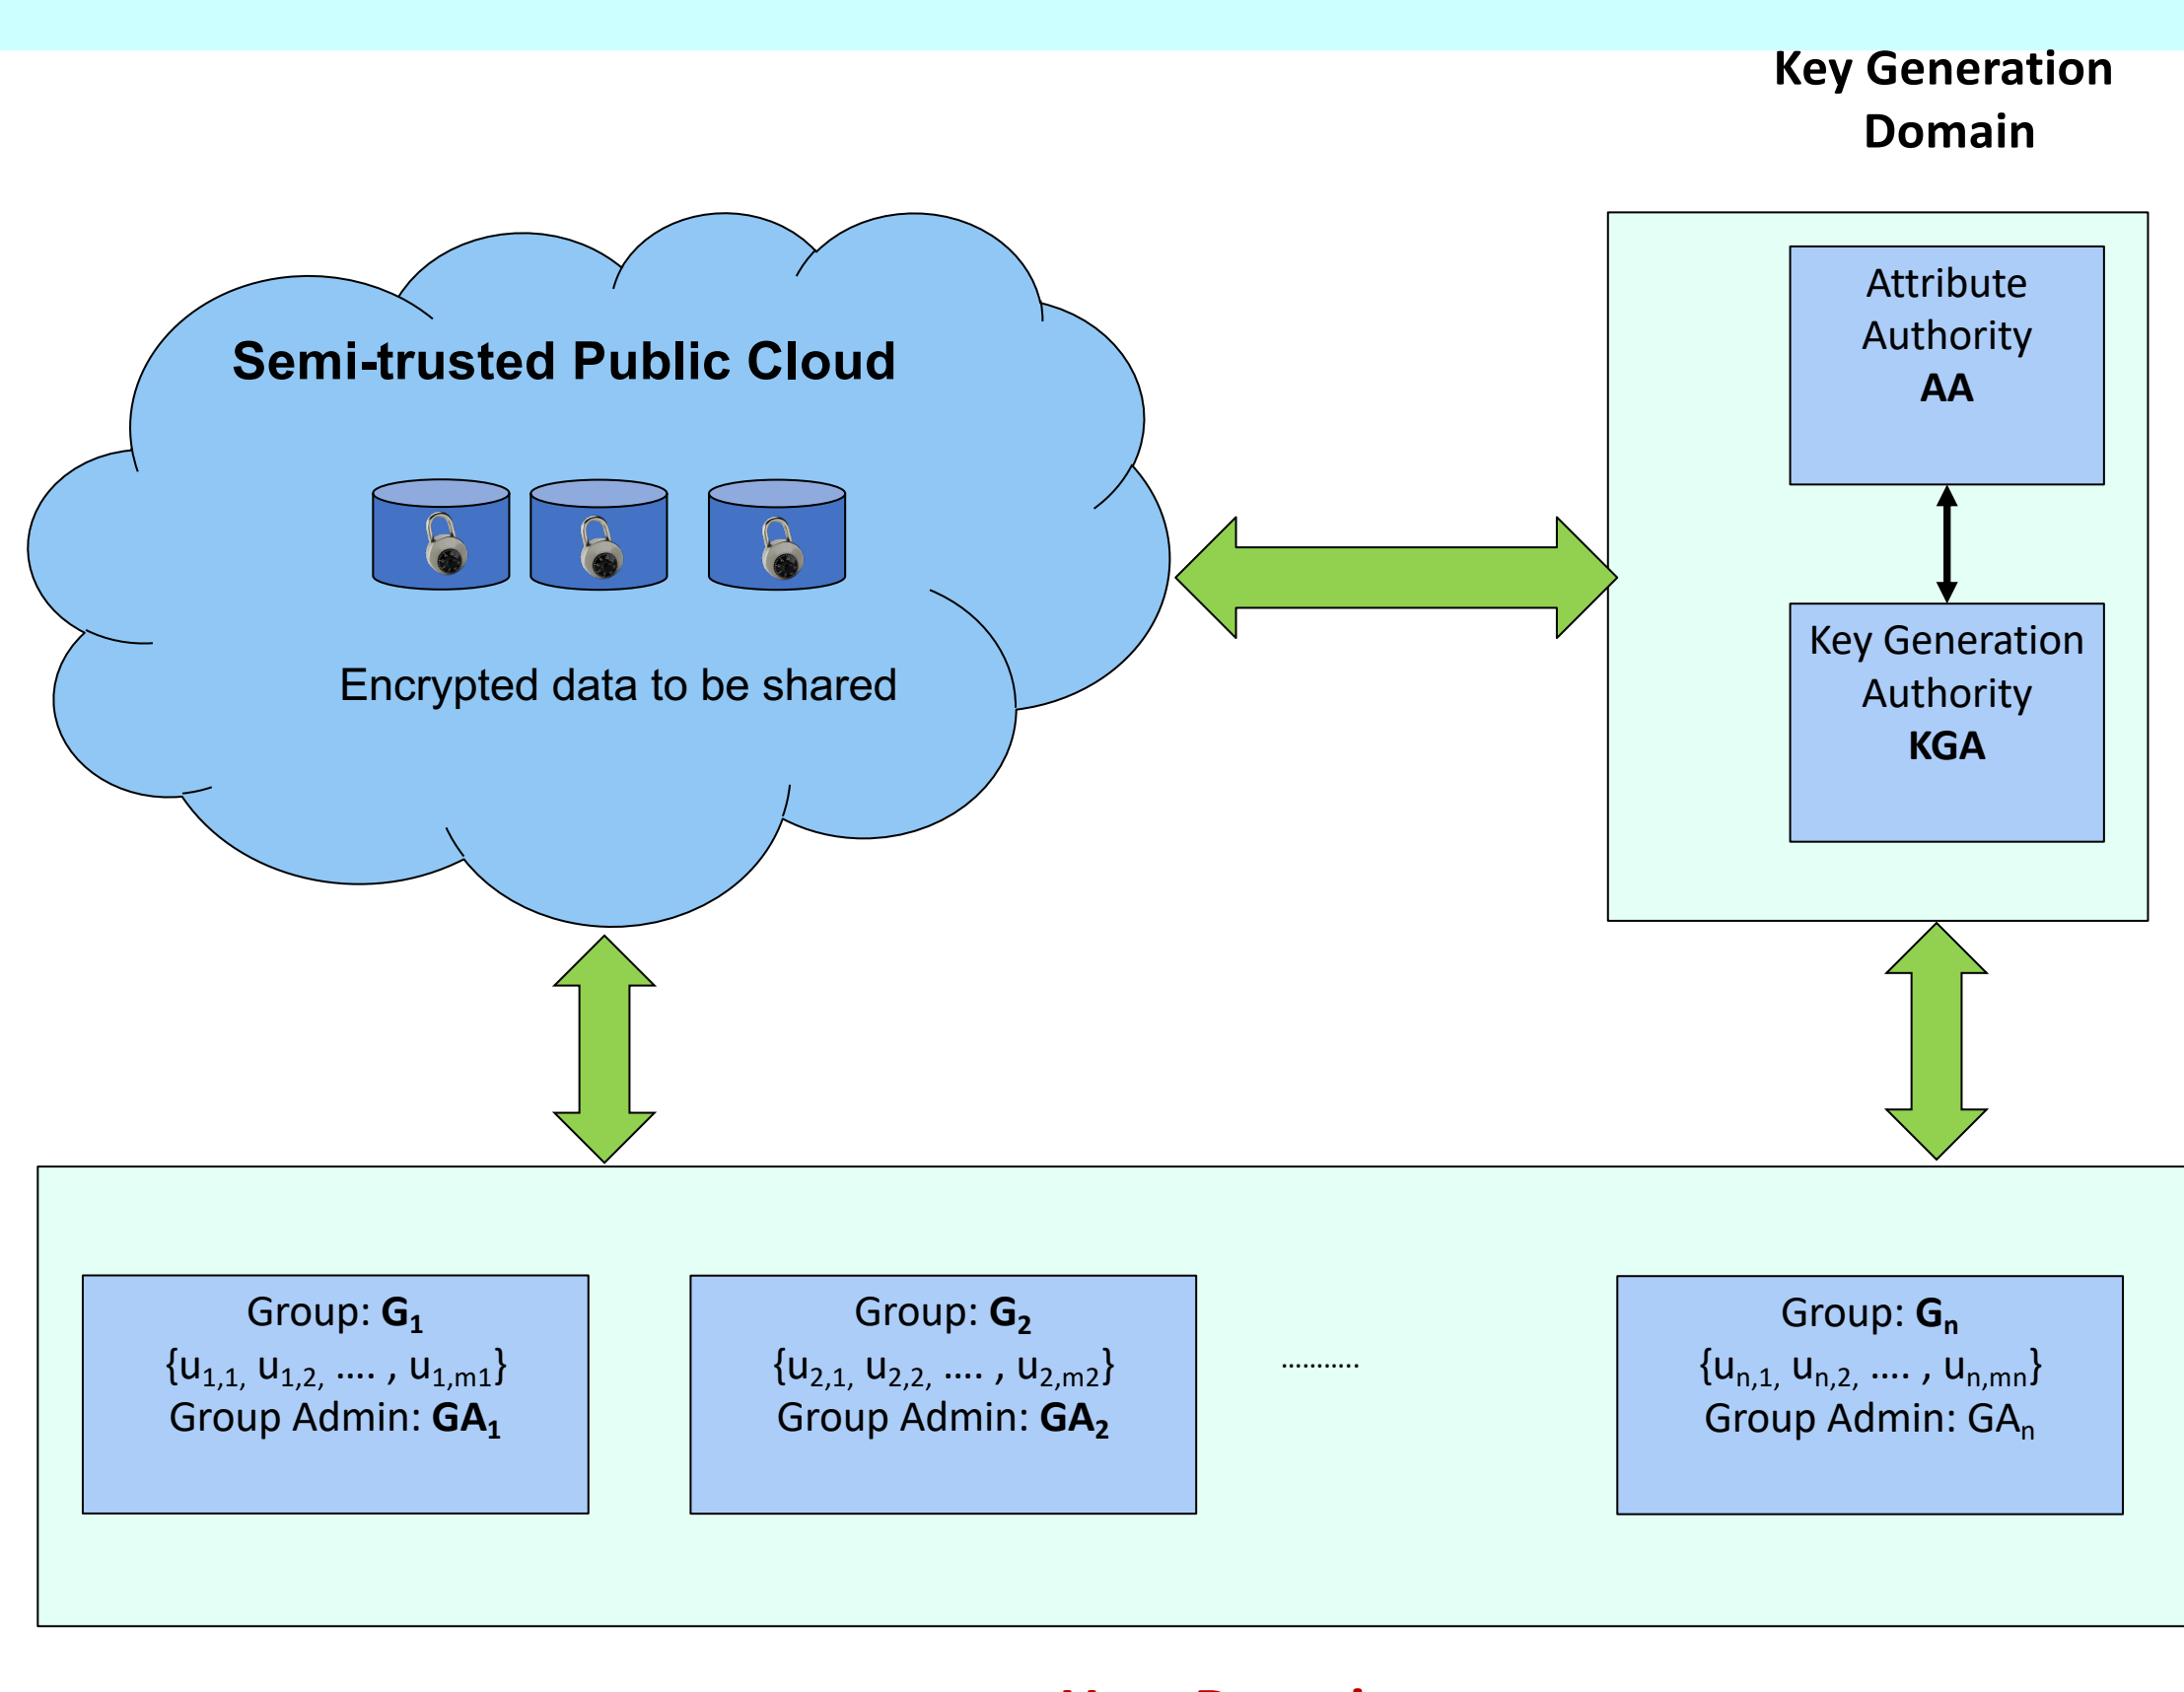 Key Generation
Domain
Semi-trusted Public Cloud
Encrypted data to be shared
Attribute
Authority
AA
Key Generation
Authority
KGA
Group: G₁
{u₁,₁, u₁,₂, .... , u₁,ₘ₁}
Group Admin: GA₁
Group: G₂
{u₂,₁, u₂,₂, .... , u₂,ₘ₂}
Group Admin: GA₂
...........
Group: Gₙ
{uₙ,₁, uₙ,₂, .... , uₙ,ₘₙ}
Group Admin: GAₙ